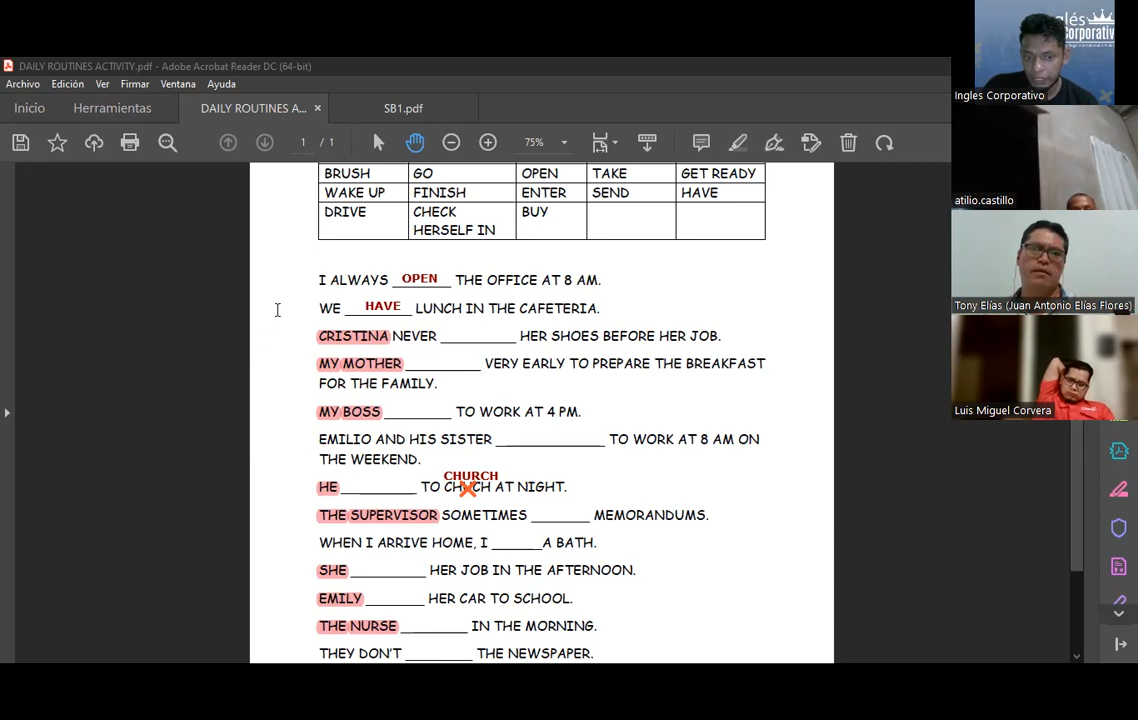 DAILY ROUTINES ACTIVITY.pdf - Adobe Acrobat Reader DC (64-bit)
Archivo Edición Ver Firmar Ventana Ayuda
Inicio Herramientas DAILY ROUTINES A... × SB1.pdf
1 / 1 75%
BRUSH GO OPEN TAKE GET READY
WAKE UP FINISH ENTER SEND HAVE
DRIVE CHECK HERSELF IN BUY
I ALWAYS OPEN THE OFFICE AT 8 AM.
WE HAVE LUNCH IN THE CAFETERIA.
CRISTINA NEVER __________ HER SHOES BEFORE HER JOB.
MY MOTHER __________ VERY EARLY TO PREPARE THE BREAKFAST
FOR THE FAMILY.
MY BOSS _________ TO WORK AT 4 PM.
EMILIO AND HIS SISTER ______________ TO WORK AT 8 AM ON
THE WEEKEND.
CHURCH
HE __________ TO AT NIGHT.
THE SUPERVISOR SOMETIMES ________ MEMORANDUMS.
WHEN I ARRIVE HOME, I _______A BATH.
SHE __________ HER JOB IN THE AFTERNOON.
EMILY ________ HER CAR TO SCHOOL.
THE NURSE _________ IN THE MORNING.
THEY DON'T _________ THE NEWSPAPER.
Inglés
Corporativo
Ingles Corporativo
atilio.castillo
Tony Elías (Juan Antonio Elías Flores)
Luis Miguel Corvera